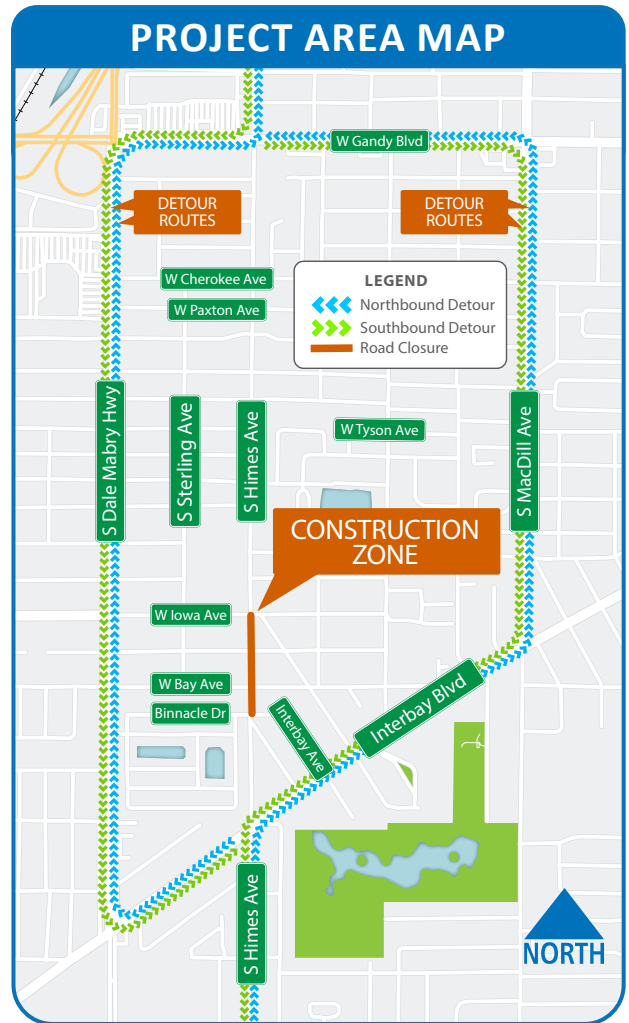 PROJECT AREA MAP
W Gandy Blvd
DETOUR
ROUTES
DETOUR
ROUTES
W Cherokee Ave
W Paxton Ave
LEGEND
Northbound Detour
Southbound Detour
Road Closure
S Dale Mabry Hwy
S Sterling Ave
S Himes Ave
W Tyson Ave
S MacDill Ave
CONSTRUCTION
ZONE
W Iowa Ave
W Bay Ave
Binnacle Dr
Interbay Ave
Interbay Blvd
S Himes Ave
NORTH